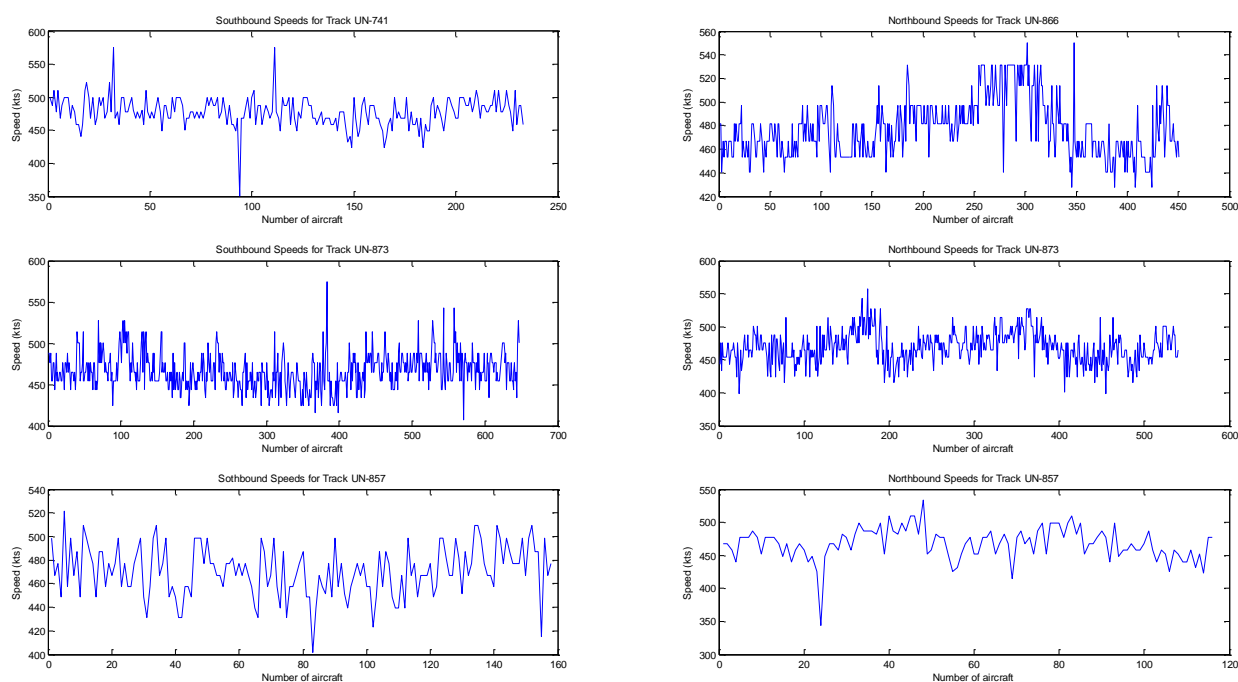 Southbound Speeds for Track UN-741
600
550
500
450
400
350
Speed (kts)
0 50 100 150 200 250
Number of aircraft
Northbound Speeds for Track UN-866
560
540
520
500
480
460
440
420
Speed (kts)
0 50 100 150 200 250 300 350 400 450 500
Number of aircraft
Southbound Speeds for Track UN-873
600
550
500
450
400
Speed (kts)
0 100 200 300 400 500 600 700
Number of aircraft
Northbound Speeds for Track UN-873
600
550
500
450
400
350
Speed (kts)
0 100 200 300 400 500 600
Number of aircraft
Sothbound Speeds for Track UN-857
540
520
500
480
460
440
420
400
Speed (kts)
0 20 40 60 80 100 120 140 160
Number of aircraft
Northbound Speeds for Track UN-857
550
500
450
400
350
300
Speed (kts)
0 20 40 60 80 100 120
Number of aircraft